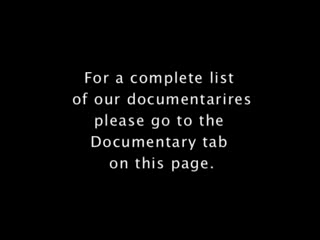 For a complete list
of our documentarires
please go to the
Documentary tab
on this page.